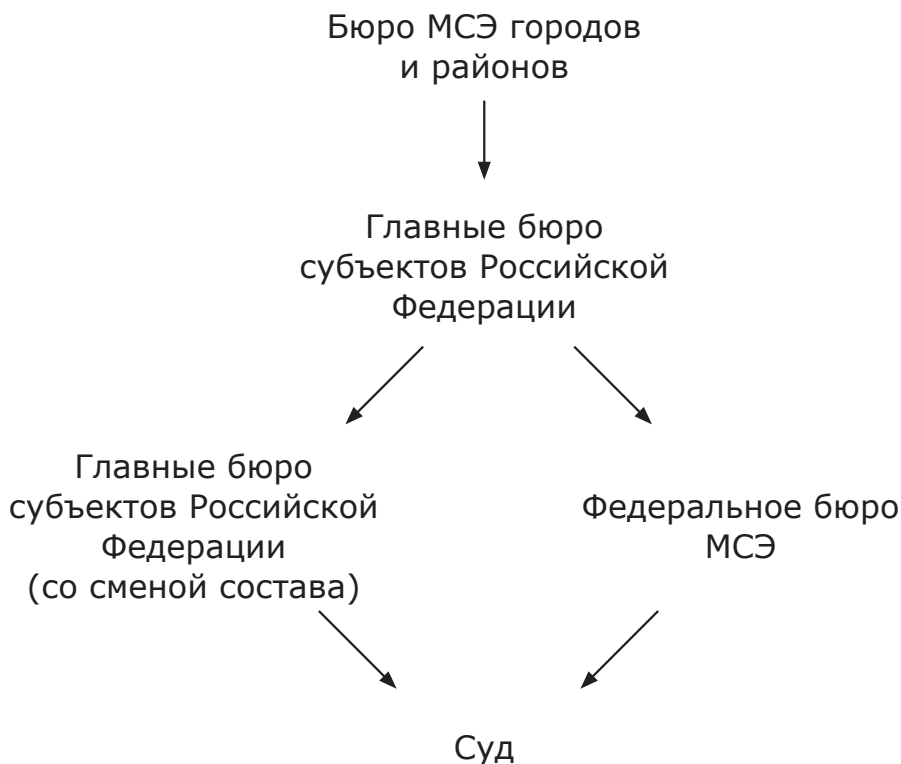 Бюро МСЭ городов
и районов
Главные бюро
субъектов Российской
Федерации
Главные бюро
субъектов Российской
Федерации
(со сменой состава)
Федеральное бюро
МСЭ
Суд